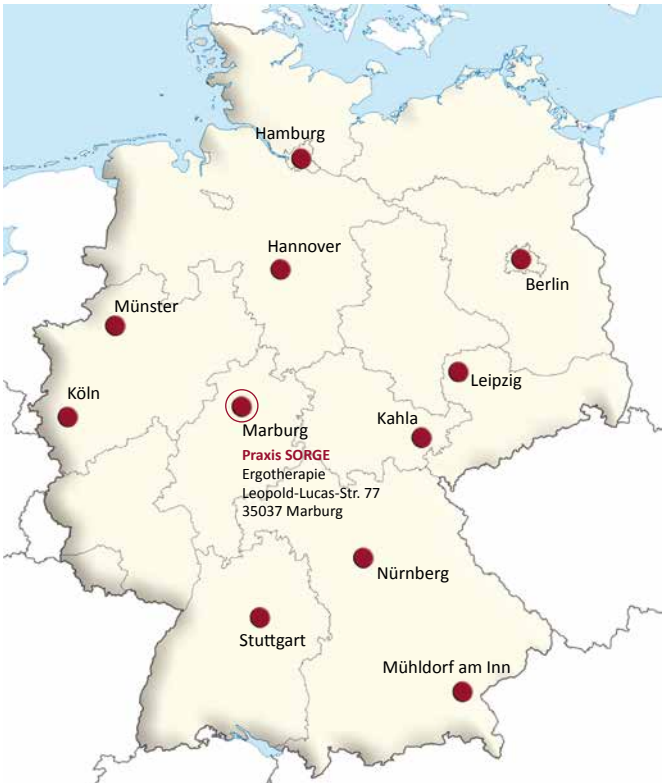 Hamburg
Hannover
Berlin
Münster
Leipzig
Köln
Kahla
Marburg
Praxis SORGE
Ergotherapie
Leopold-Lucas-Str. 77
35037 Marburg
Nürnberg
Stuttgart
Mühldorf am Inn